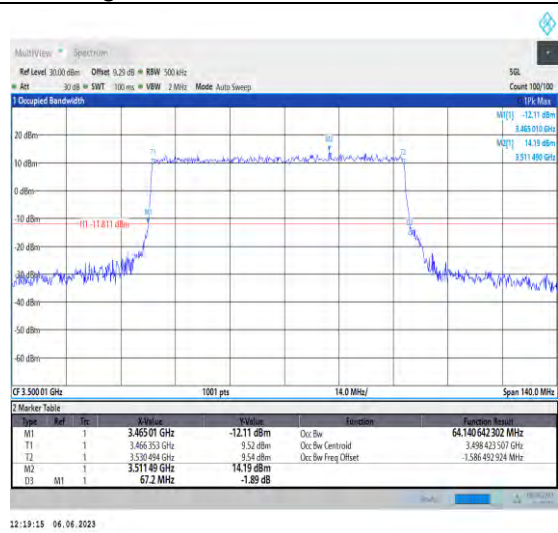 MultiView Spectrum
Ref Level 30.00 dBm Offset 9.29 dB RBW 500 kHz SGL
Att 30 dB SWT 100 ms VBW 2 MHz Mode Auto Sweep Count 100/100
1 Occupied Bandwidth 1Pk Max
M1[1] -12.11 dBm
3.465 010 GHz
M2[1] 14.19 dBm
3.511 490 GHz
20 dBm
M2
T1
T2
10 dBm
0 dBm
-10 dBm
M1
H1 -11.811 dBm
-20 dBm
-30 dBm
-40 dBm
-50 dBm
-60 dBm
CF 3.500 01 GHz 1001 pts 14.0 MHz/ Span 140.0 MHz
2 Marker Table
Type Ref Trc X-Value Y-Value Function Function Result
M1 1 3.465 01 GHz -12.11 dBm Occ Bw 64.140 642 302 MHz
T1 1 3.466 353 GHz 9.52 dBm Occ Bw Centroid 3.498 423 507 GHz
T2 1 3.530 494 GHz 9.54 dBm Occ Bw Freq Offset -1.586 492 924 MHz
M2 1 3.511 49 GHz 14.19 dBm
D3 M1 1 67.2 MHz -1.89 dB
12:19:15 06.06.2023